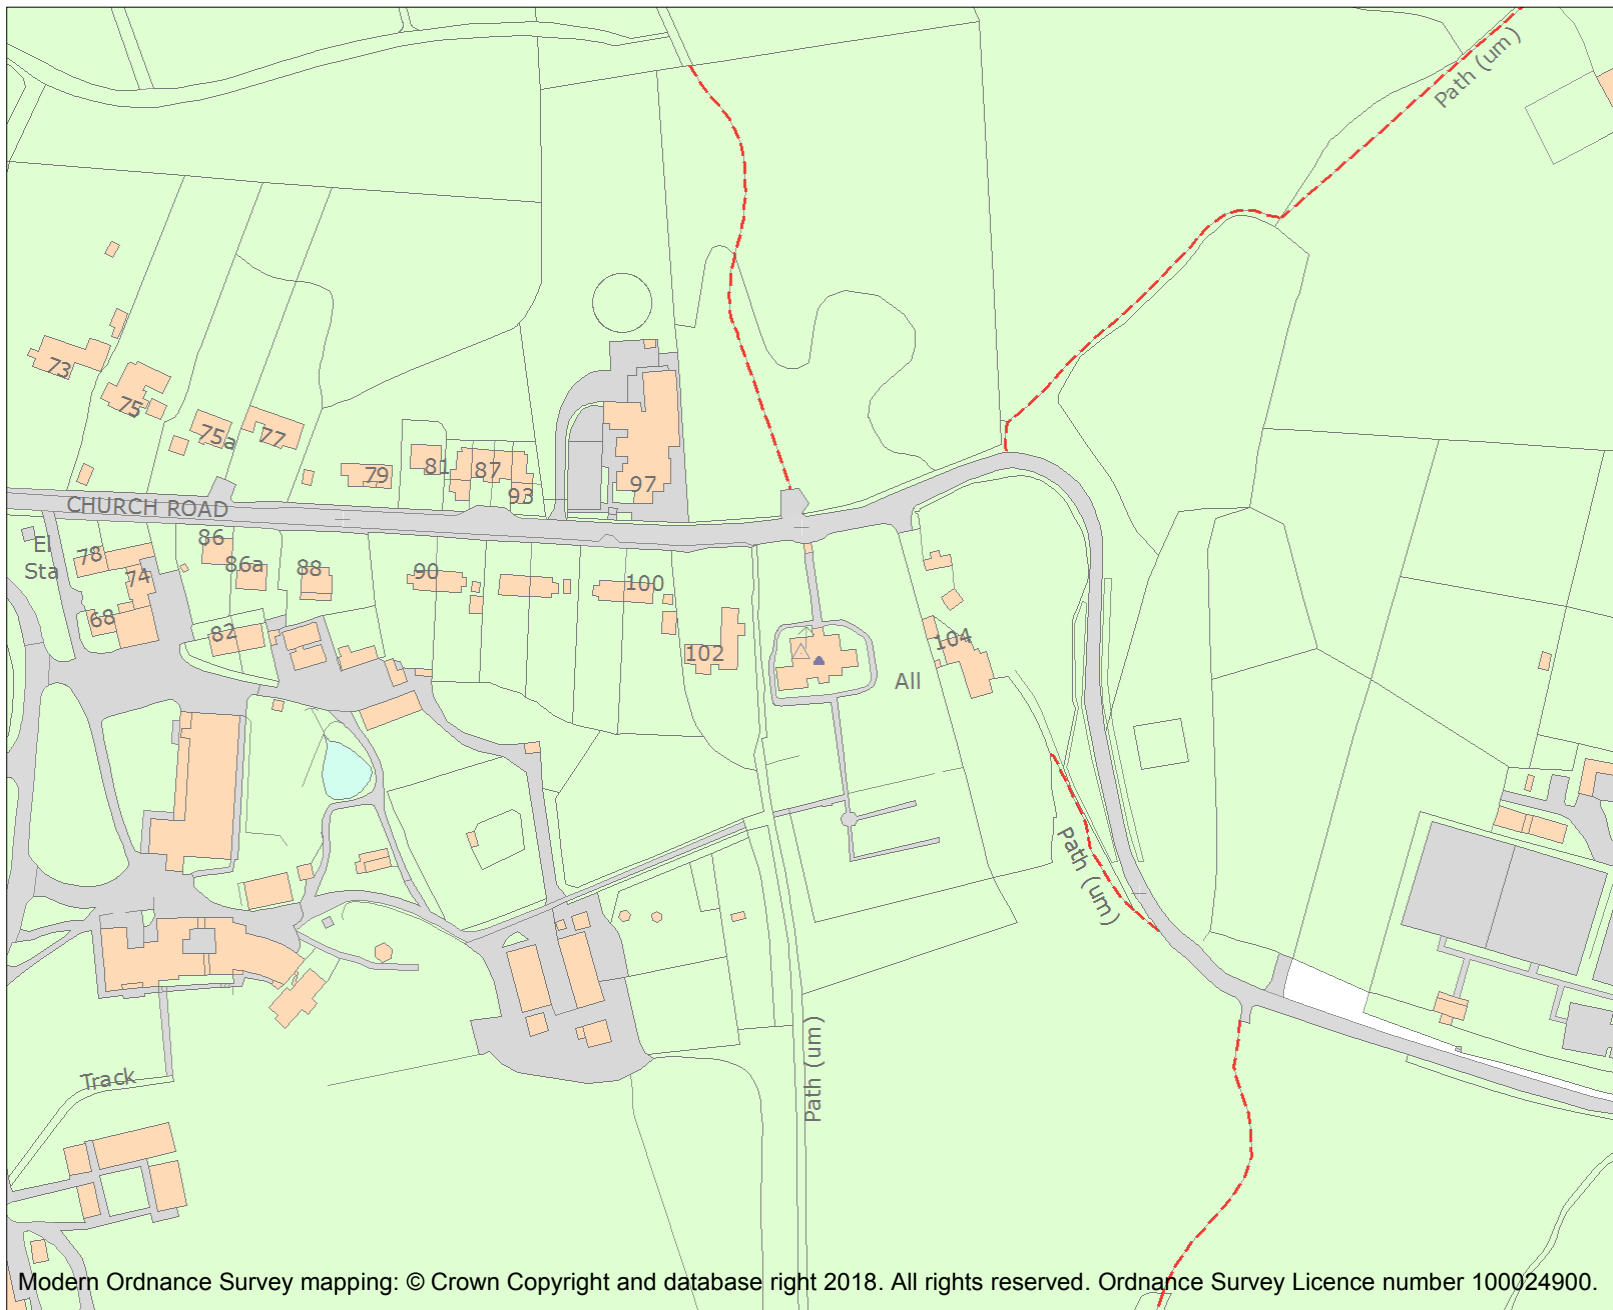 Path (um)
73
75
75a
77
79
81
87
93
97
CHURCH ROAD
El
Sta
78
74
68
86
86a
88
82
90
100
102
104
All
Path (um)
Path (um)
Track
Modern Ordnance Survey mapping: © Crown Copyright and database right 2018. All rights reserved. Ordnance Survey Licence number 100024900.